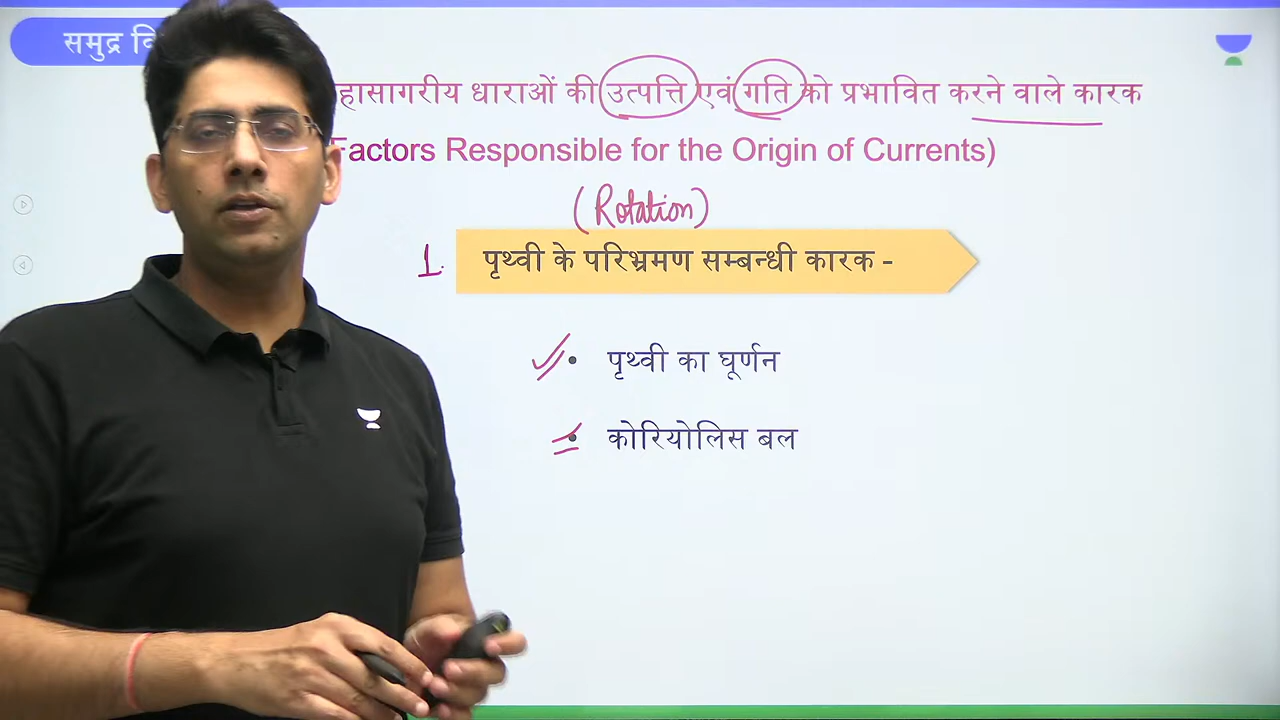 समुद्र
हासागरीय धाराओं की उत्पत्ति एवं गति को प्रभावित करने वाले कारक
Factors Responsible for the Origin of Currents)
(Rotation)
1. पृथ्वी के परिभ्रमण सम्बन्धी कारक -
• पृथ्वी का घूर्णन
• कोरियोलिस बल